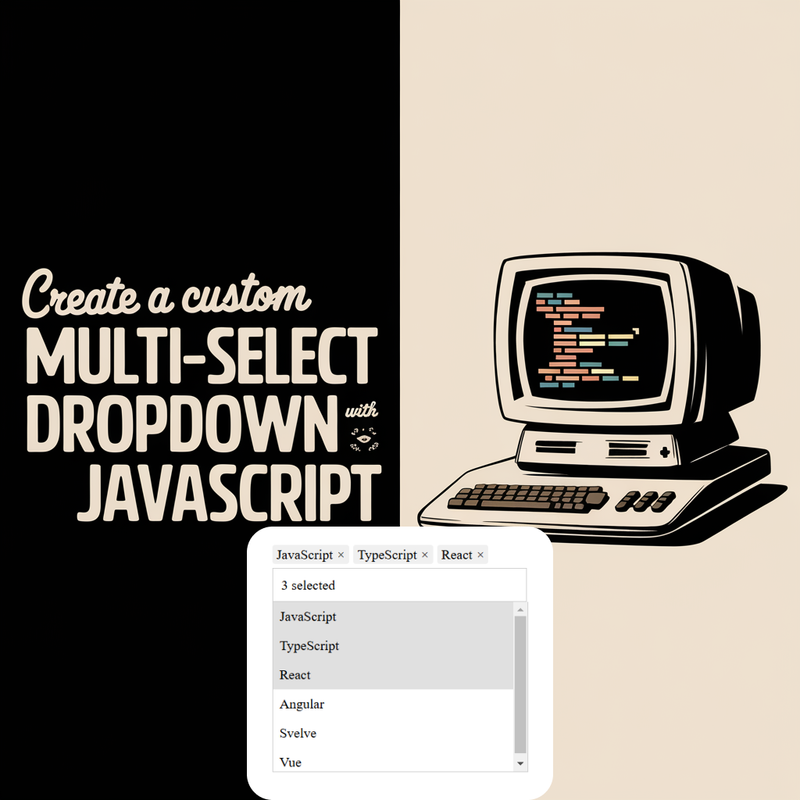 Create a custom
MULTI-SELECT
DROPDOWN with
JAVASCRIPT
JavaScript × TypeScript × React ×
3 selected
JavaScript
TypeScript
React
Angular
Svelve
Vue